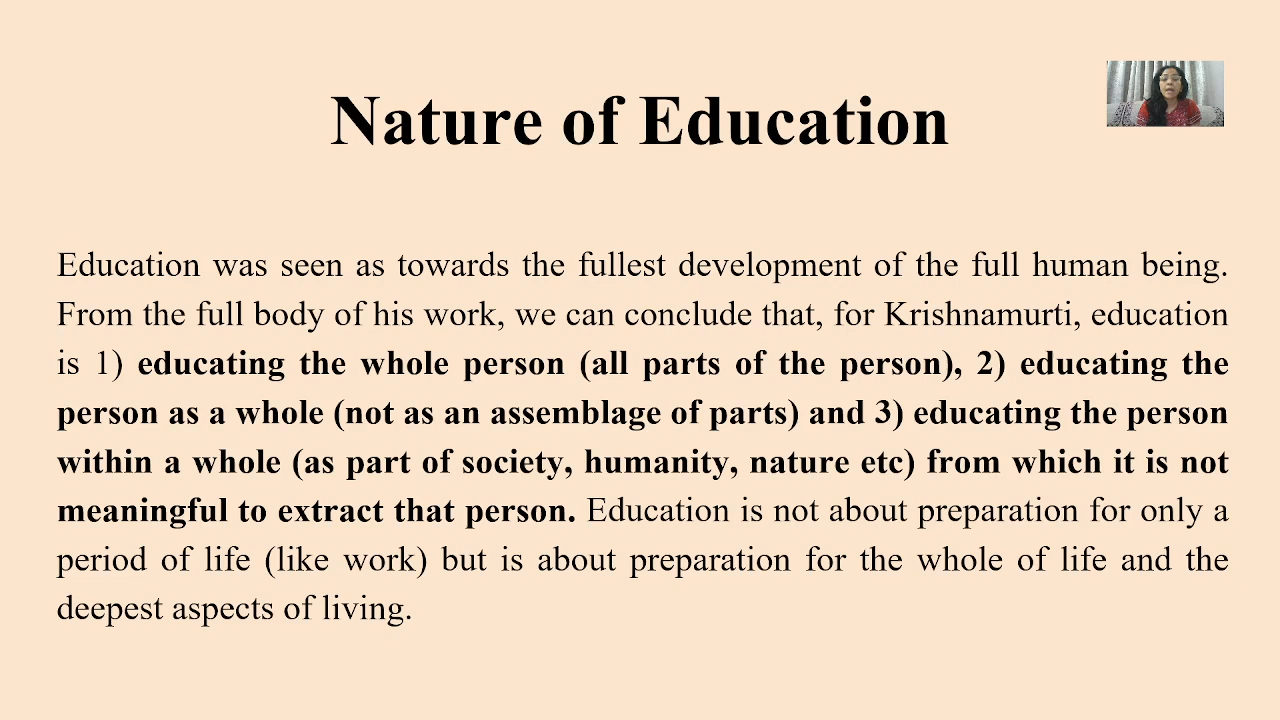 Nature of Education
Education was seen as towards the fullest development of the full human being.
From the full body of his work, we can conclude that, for Krishnamurti, education
is 1) educating the whole person (all parts of the person), 2) educating the
person as a whole (not as an assemblage of parts) and 3) educating the person
within a whole (as part of society, humanity, nature etc) from which it is not
meaningful to extract that person. Education is not about preparation for only a
period of life (like work) but is about preparation for the whole of life and the
deepest aspects of living.